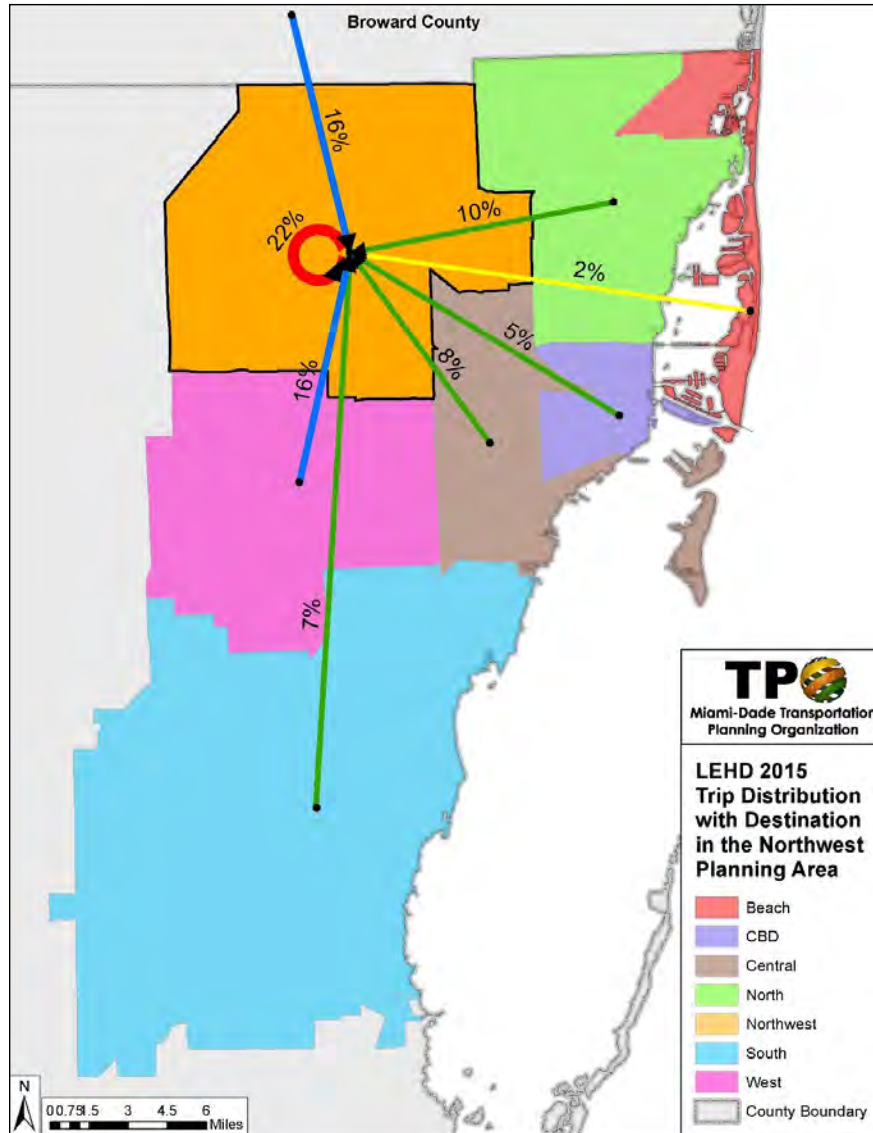 Broward County
16%
22%
10%
2%
5%
8%
16%
7%
TPO
Miami-Dade Transportation
Planning Organization
LEHD 2015
Trip Distribution
with Destination
in the Northwest
Planning Area
Beach
CBD
Central
North
Northwest
South
West
County Boundary
N
0 0.75 1.5 3 4.5 6
Miles